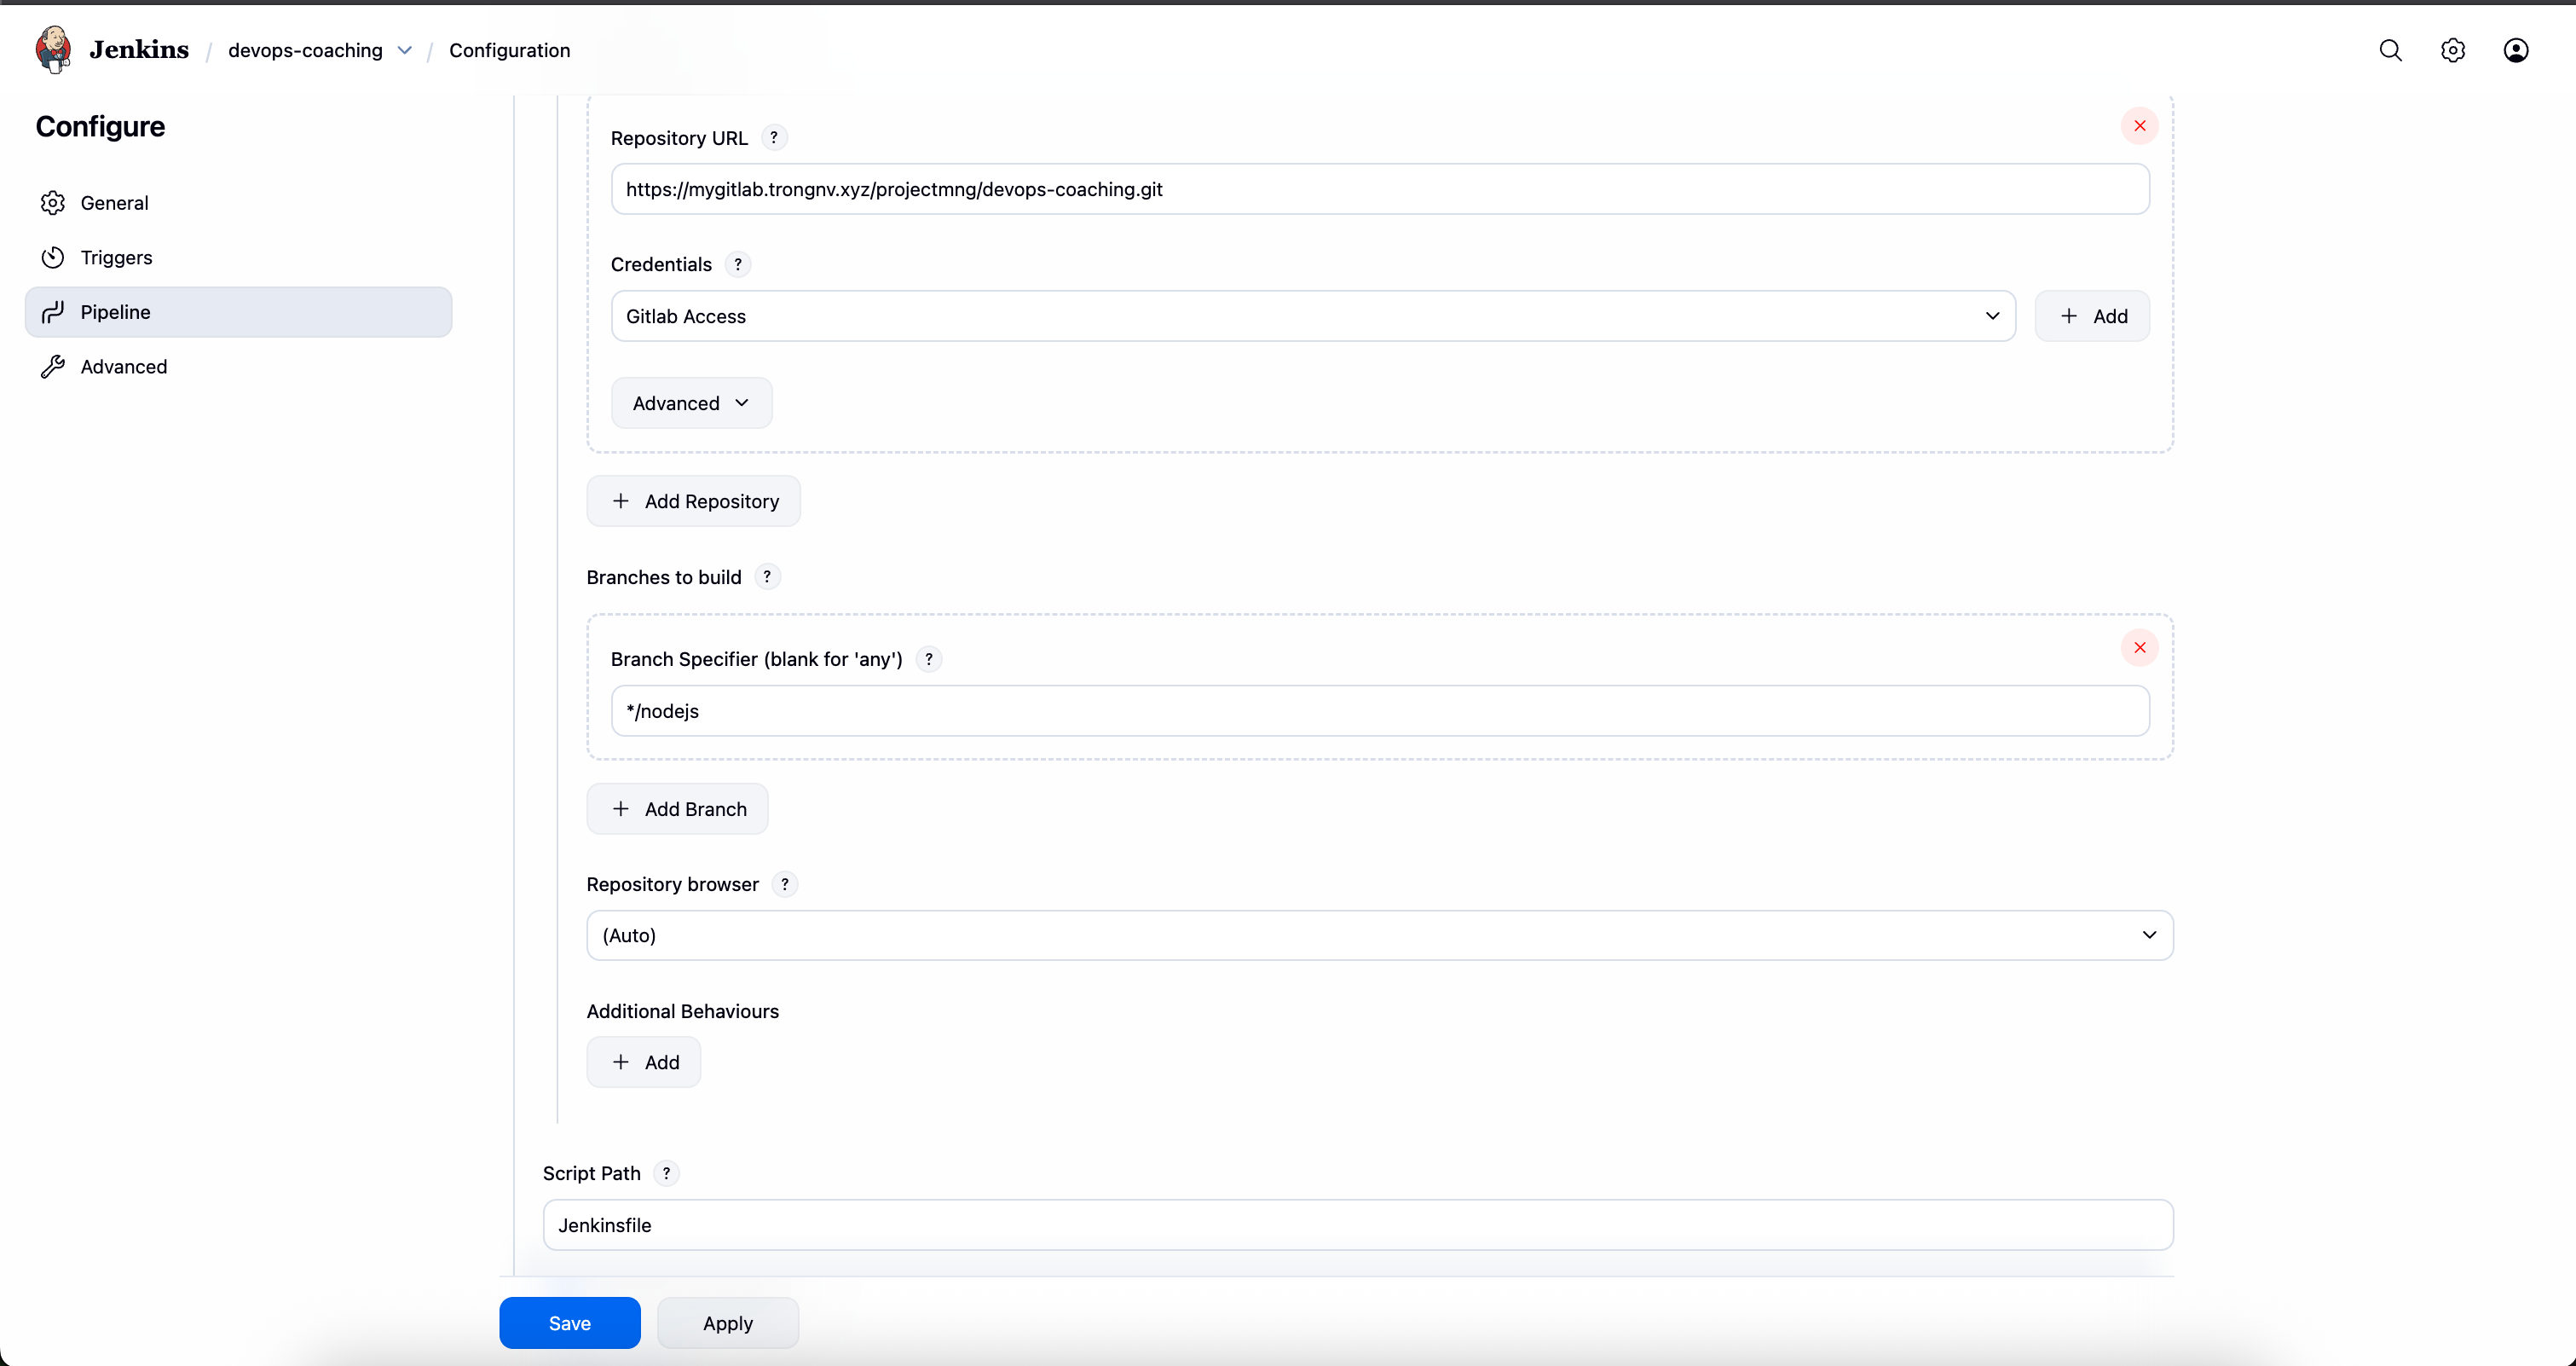 Jenkins / devops-coaching / Configuration
Configure
General
Triggers
Pipeline
Advanced
Repository URL ?
https://mygitlab.trongnv.xyz/projectmng/devops-coaching.git
Credentials ?
Gitlab Access
+ Add
Advanced
+ Add Repository
Branches to build ?
Branch Specifier (blank for 'any') ?
*/nodejs
+ Add Branch
Repository browser ?
(Auto)
Additional Behaviours
+ Add
Script Path ?
Jenkinsfile
Save
Apply